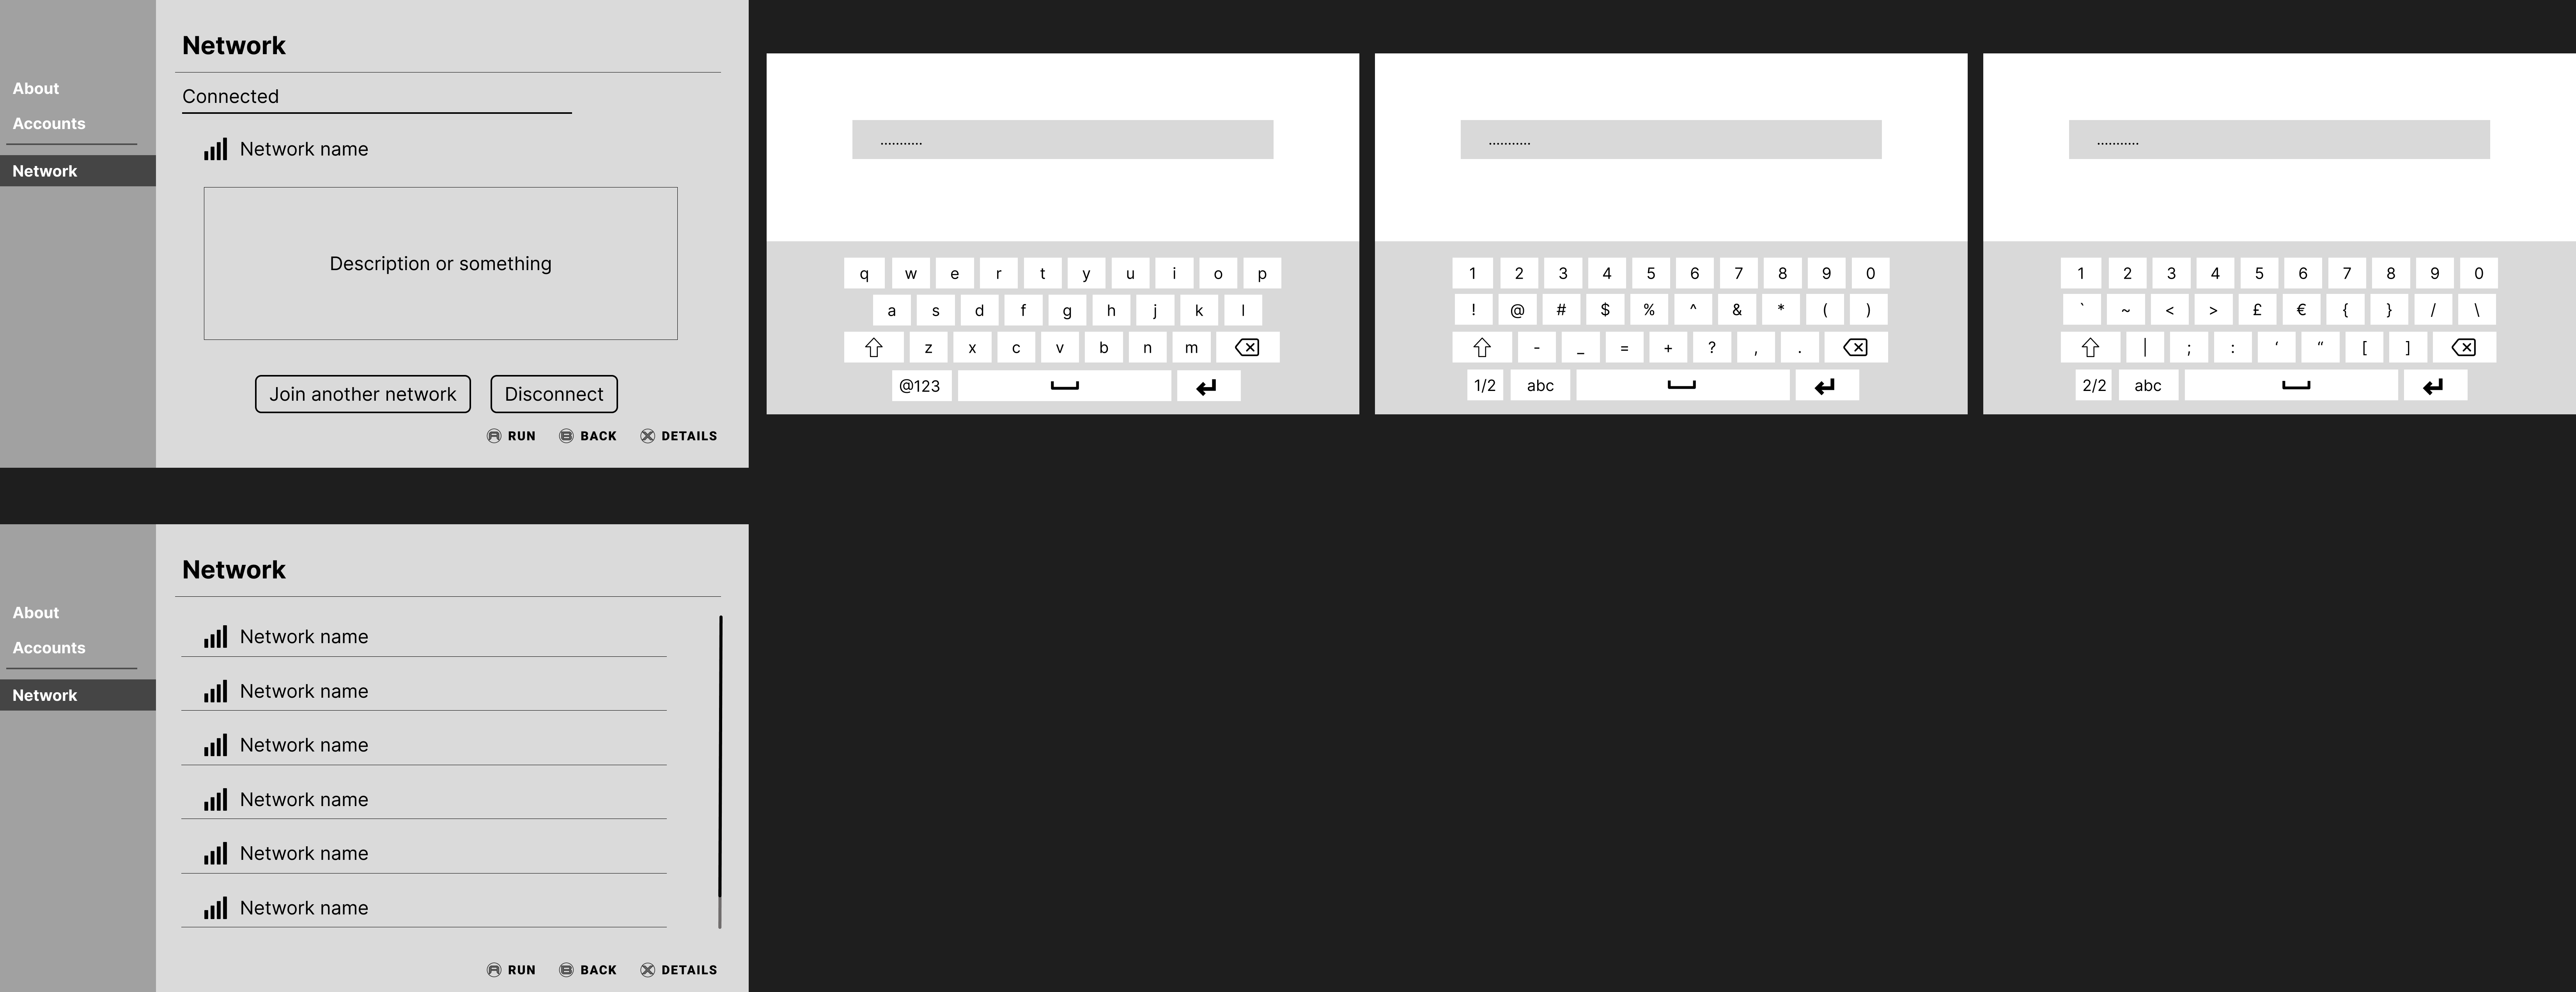 Network
About
Accounts
Network
Connected
Network name
Description or something
Join another network Disconnect
A RUN B BACK X DETAILS
...........
q w e r t y u i o p
a s d f g h j k l
z x c v b n m
@123
...........
1 2 3 4 5 6 7 8 9 0
! @ # $ % ^ & * ( )
- _ = + ? , .
1/2 abc
...........
1 2 3 4 5 6 7 8 9 0
` ~ < > £ € { } / \
| ; : ‘ “ [ ]
2/2 abc
Network
About
Accounts
Network
Network name
Network name
Network name
Network name
Network name
Network name
A RUN B BACK X DETAILS